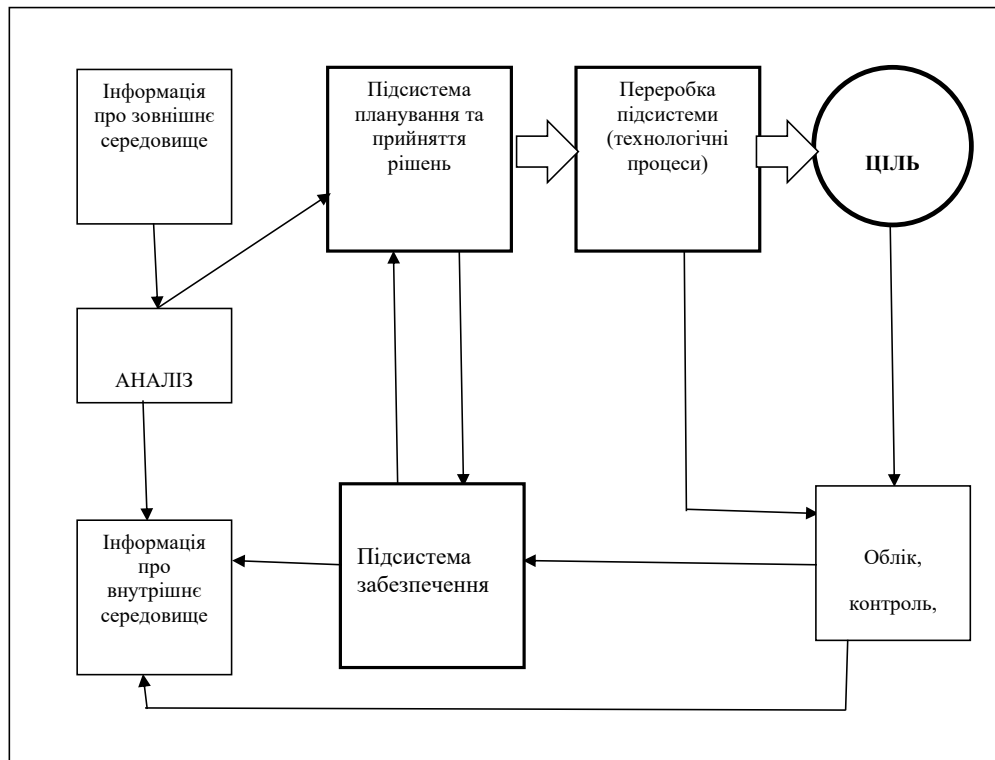 Інформація
про зовнішнє
середовище
Підсистема
планування та
прийняття
рішень
Переробка
підсистеми
(технологічні
процеси)
ЦІЛЬ
АНАЛІЗ
Інформація
про
внутрішнє
середовище
Підсистема
забезпечення
Облік,
контроль,